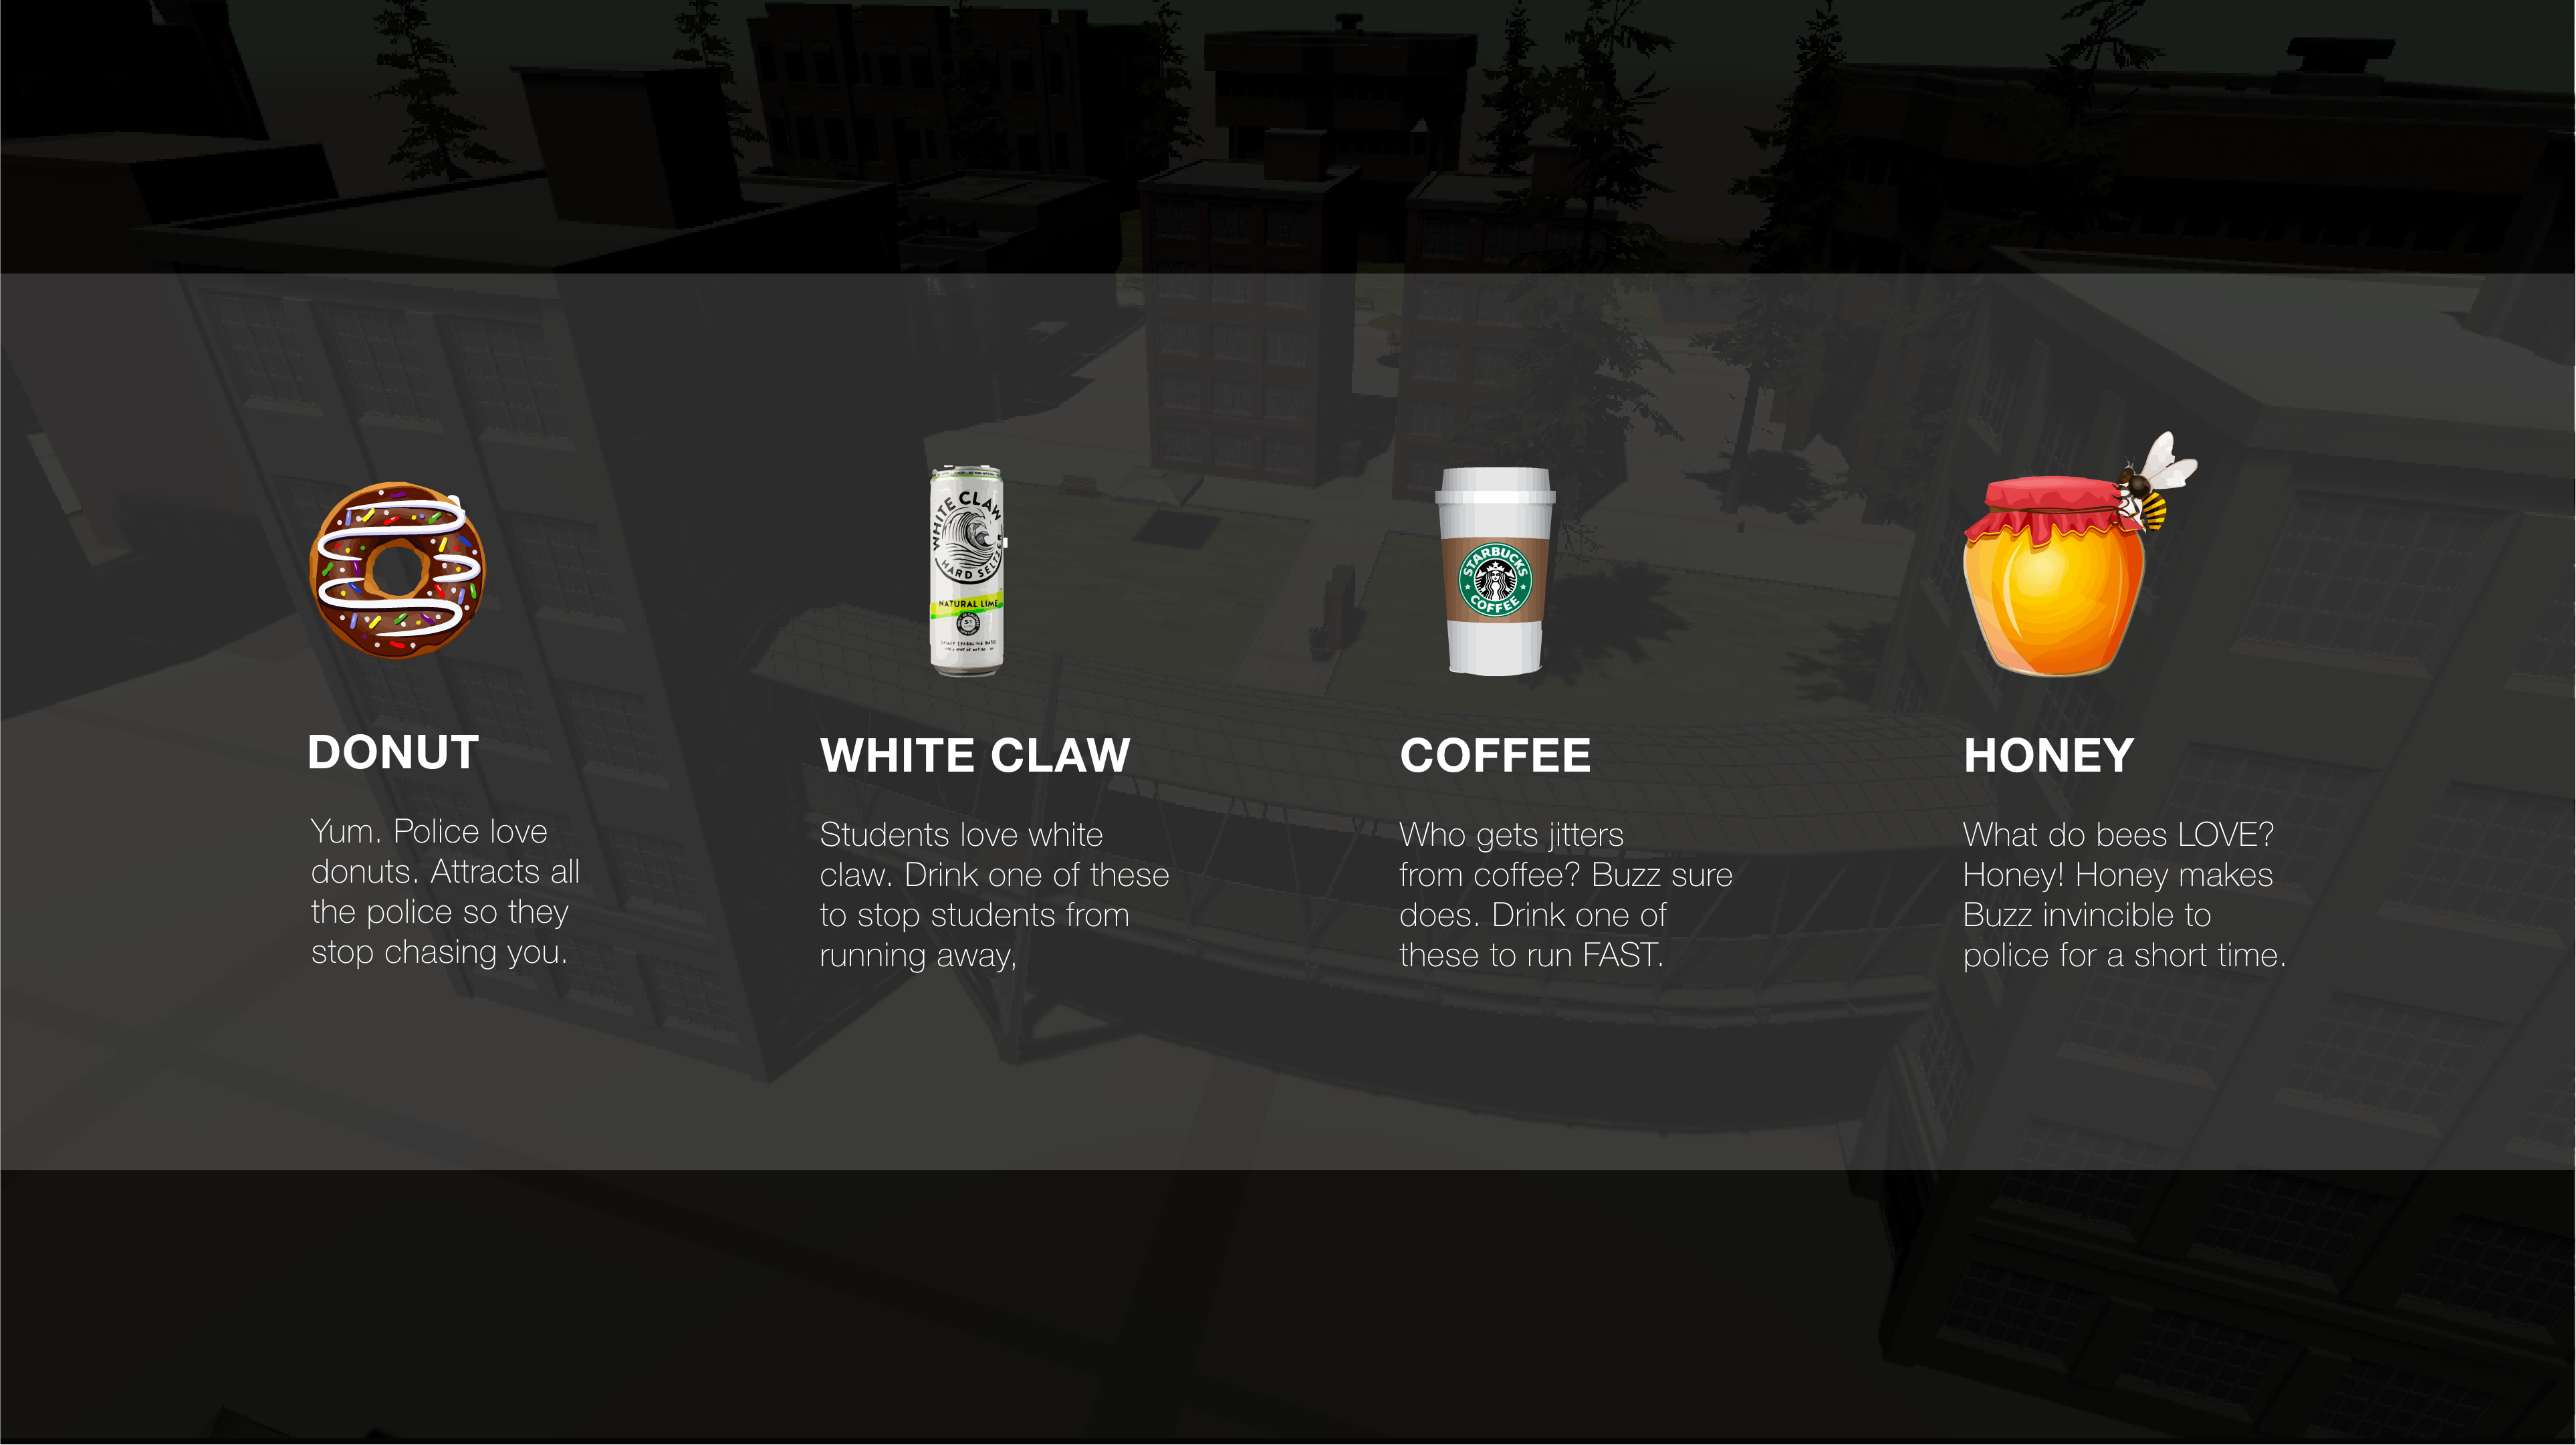 WHITE CLAW
HARD SELTZ
NATURAL LIME
STARBUCKS
COFFEE
DONUT
Yum. Police love
donuts. Attracts all
the police so they
stop chasing you.
WHITE CLAW
Students love white
claw. Drink one of these
to stop students from
running away,
COFFEE
Who gets jitters
from coffee? Buzz sure
does. Drink one of
these to run FAST.
HONEY
What do bees LOVE?
Honey! Honey makes
Buzz invincible to
police for a short time.